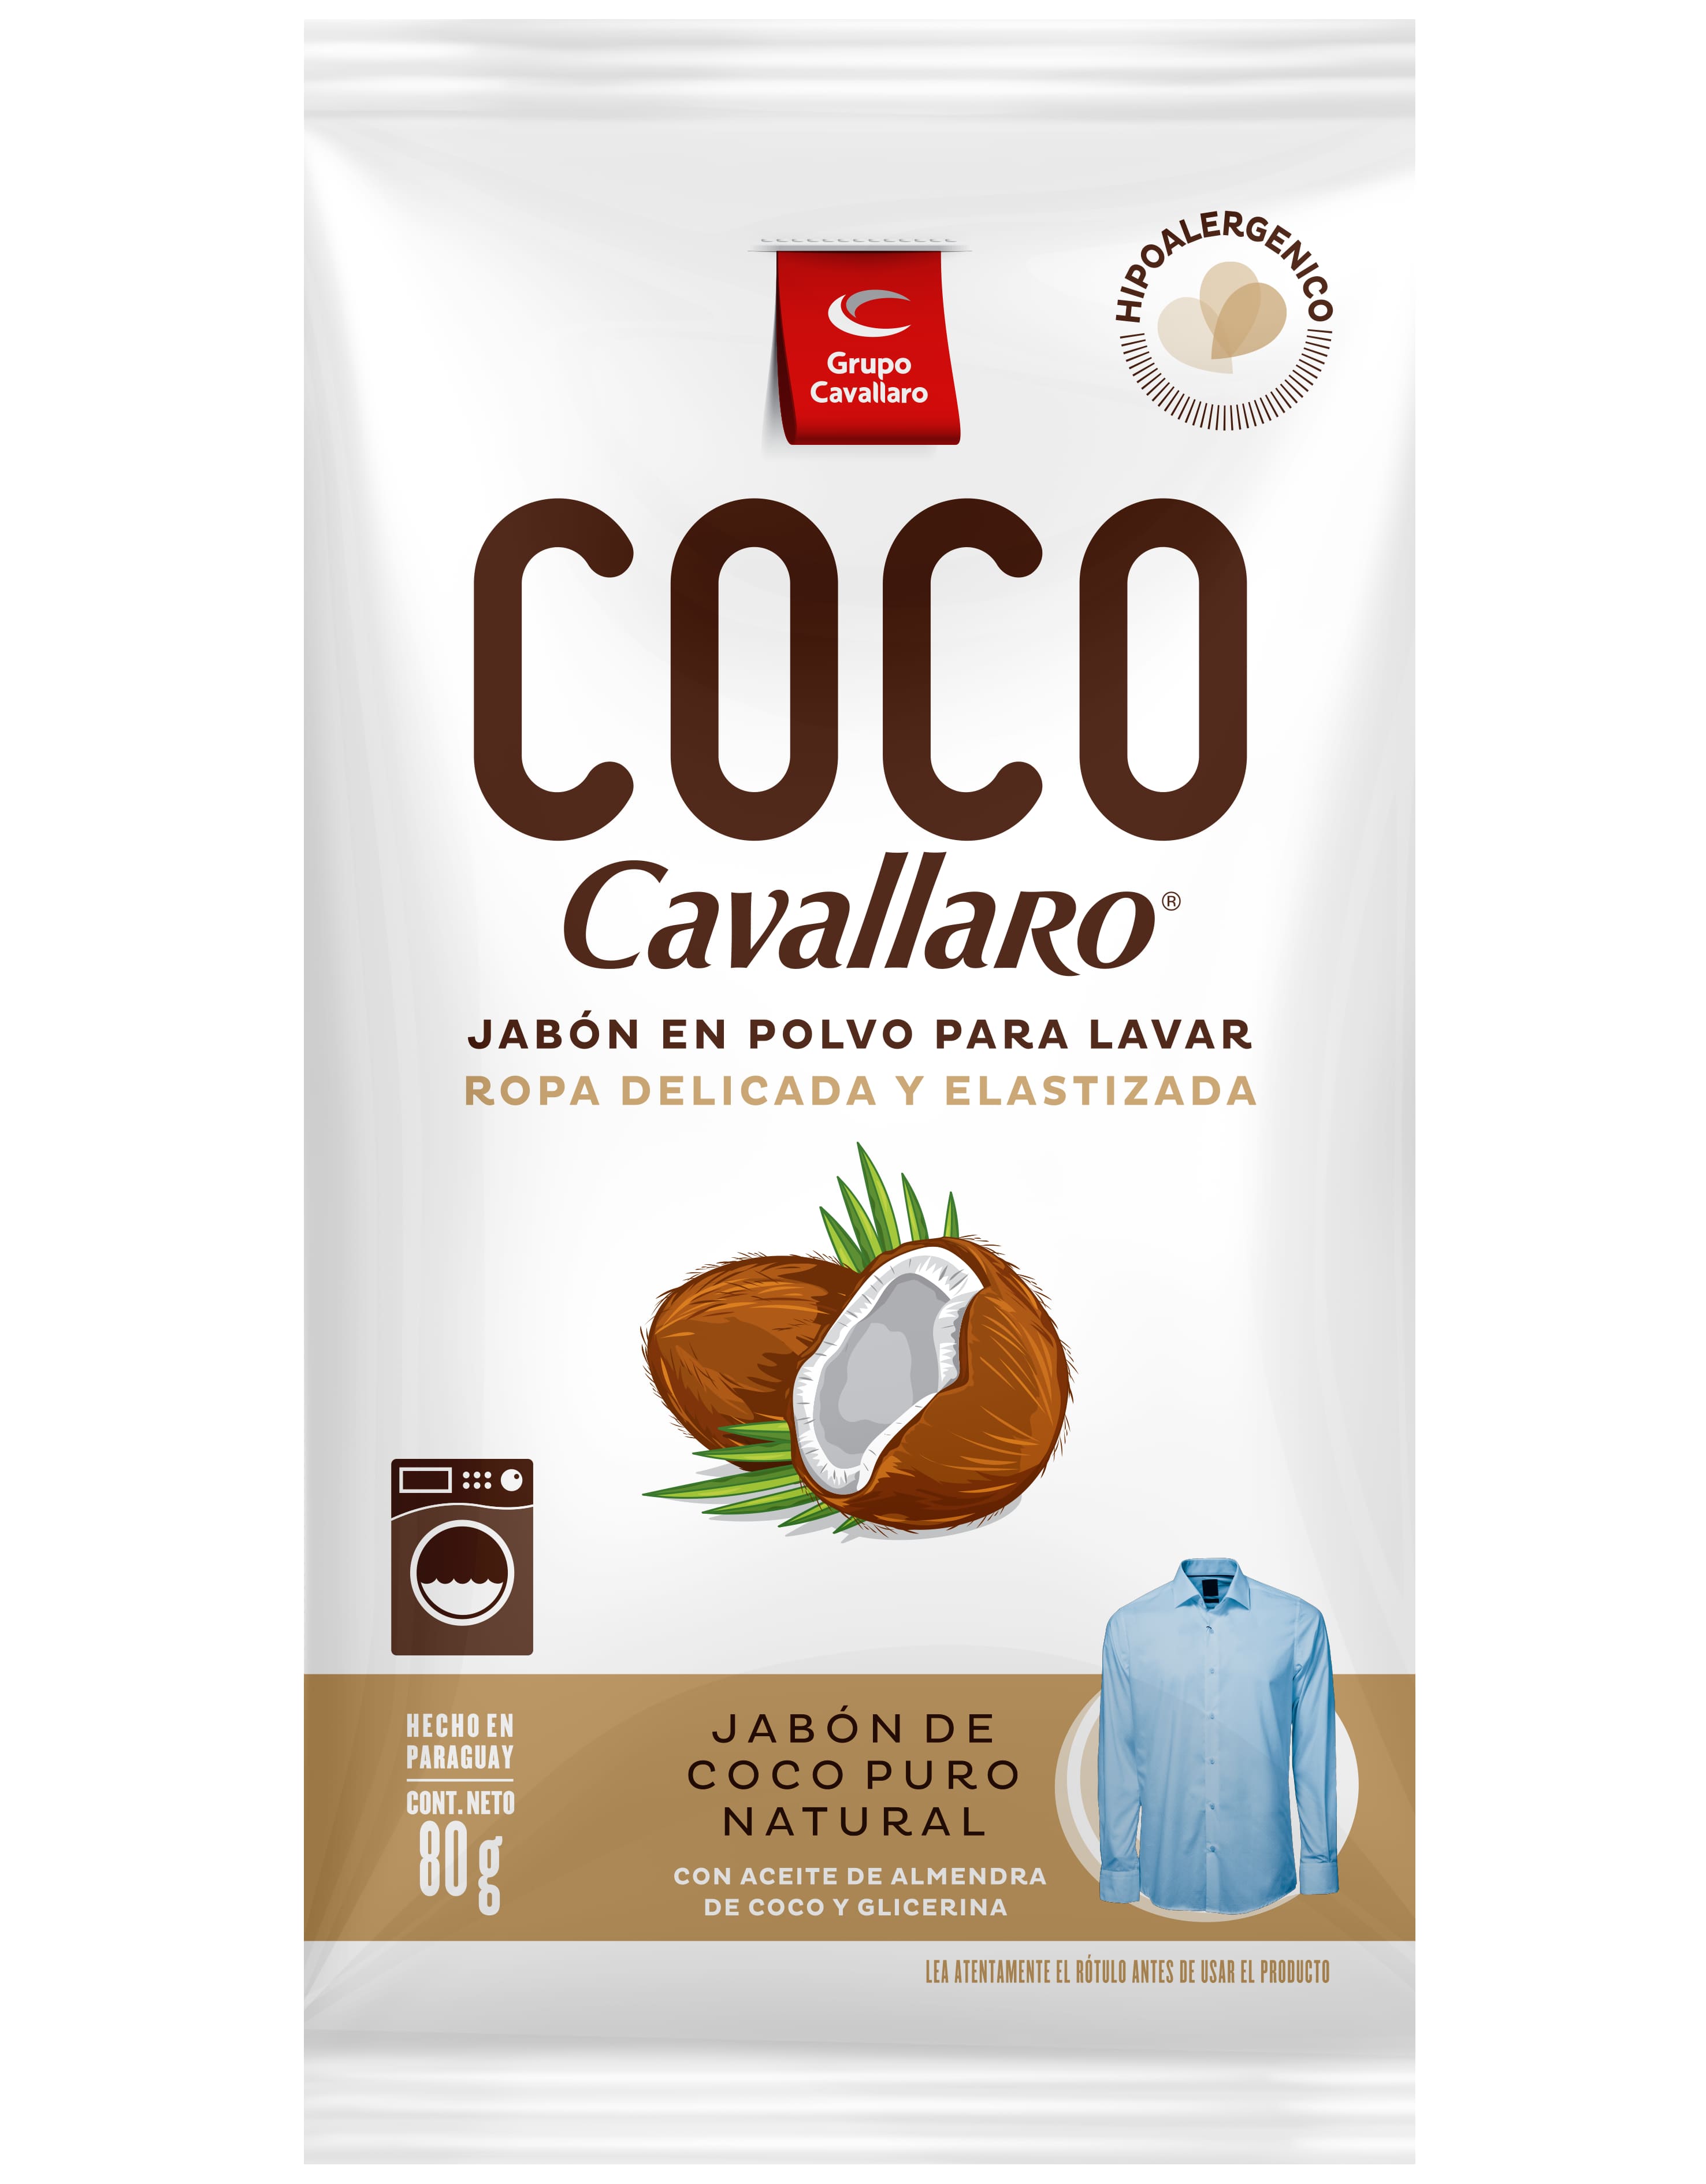 Grupo
Cavallaro
HIPOALERGENICO
COCO
Cavallaro®
JABÓN EN POLVO PARA LAVAR
ROPA DELICADA Y ELASTIZADA
HECHO EN
PARAGUAY
CONT. NETO
80 g
JABÓN DE
COCO PURO
NATURAL
CON ACEITE DE ALMENDRA
DE COCO Y GLICERINA
LEA ATENTAMENTE EL RÓTULO ANTES DE USAR EL PRODUCTO